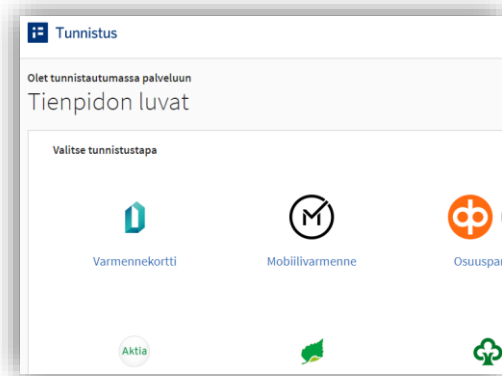 Tunnistus
Olet tunnistautumassa palveluun
Tienpidon luvat
Valitse tunnistustapa
Varmennekortti
Mobiilivarmenne
Aktia